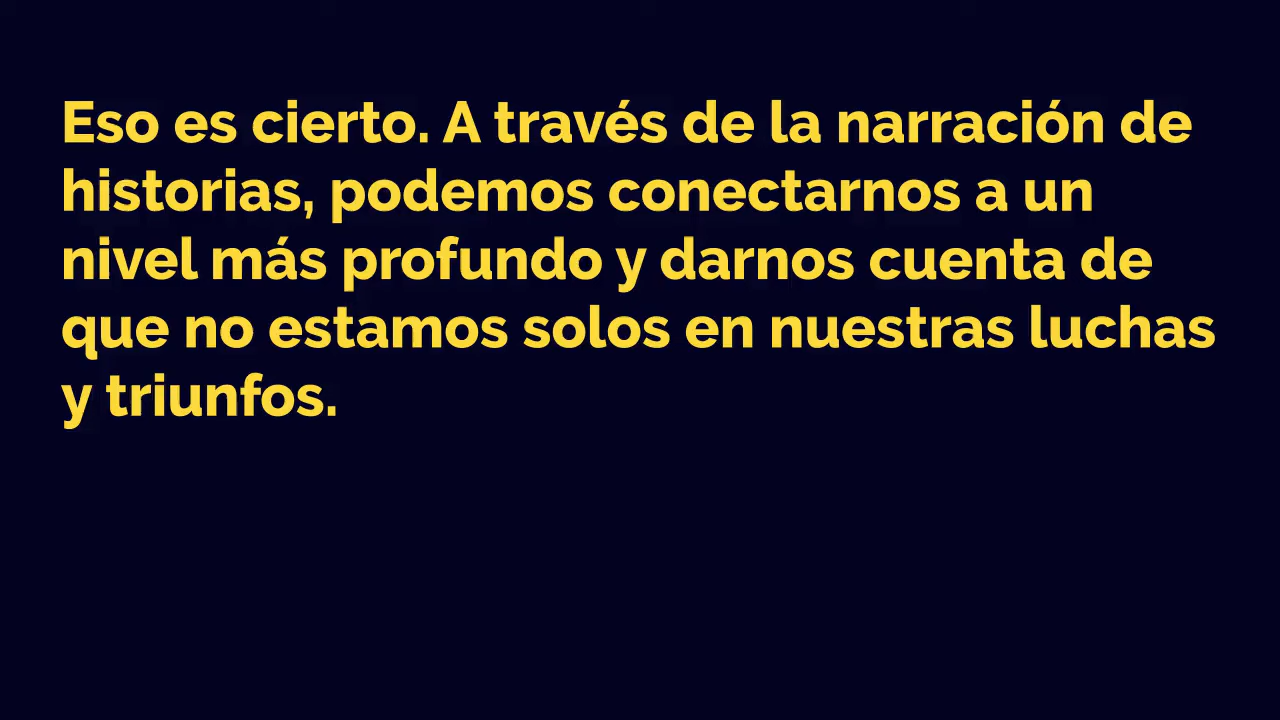 Eso es cierto. A través de la narración de
historias, podemos conectarnos a un
nivel más profundo y darnos cuenta de
que no estamos solos en nuestras luchas
y triunfos.